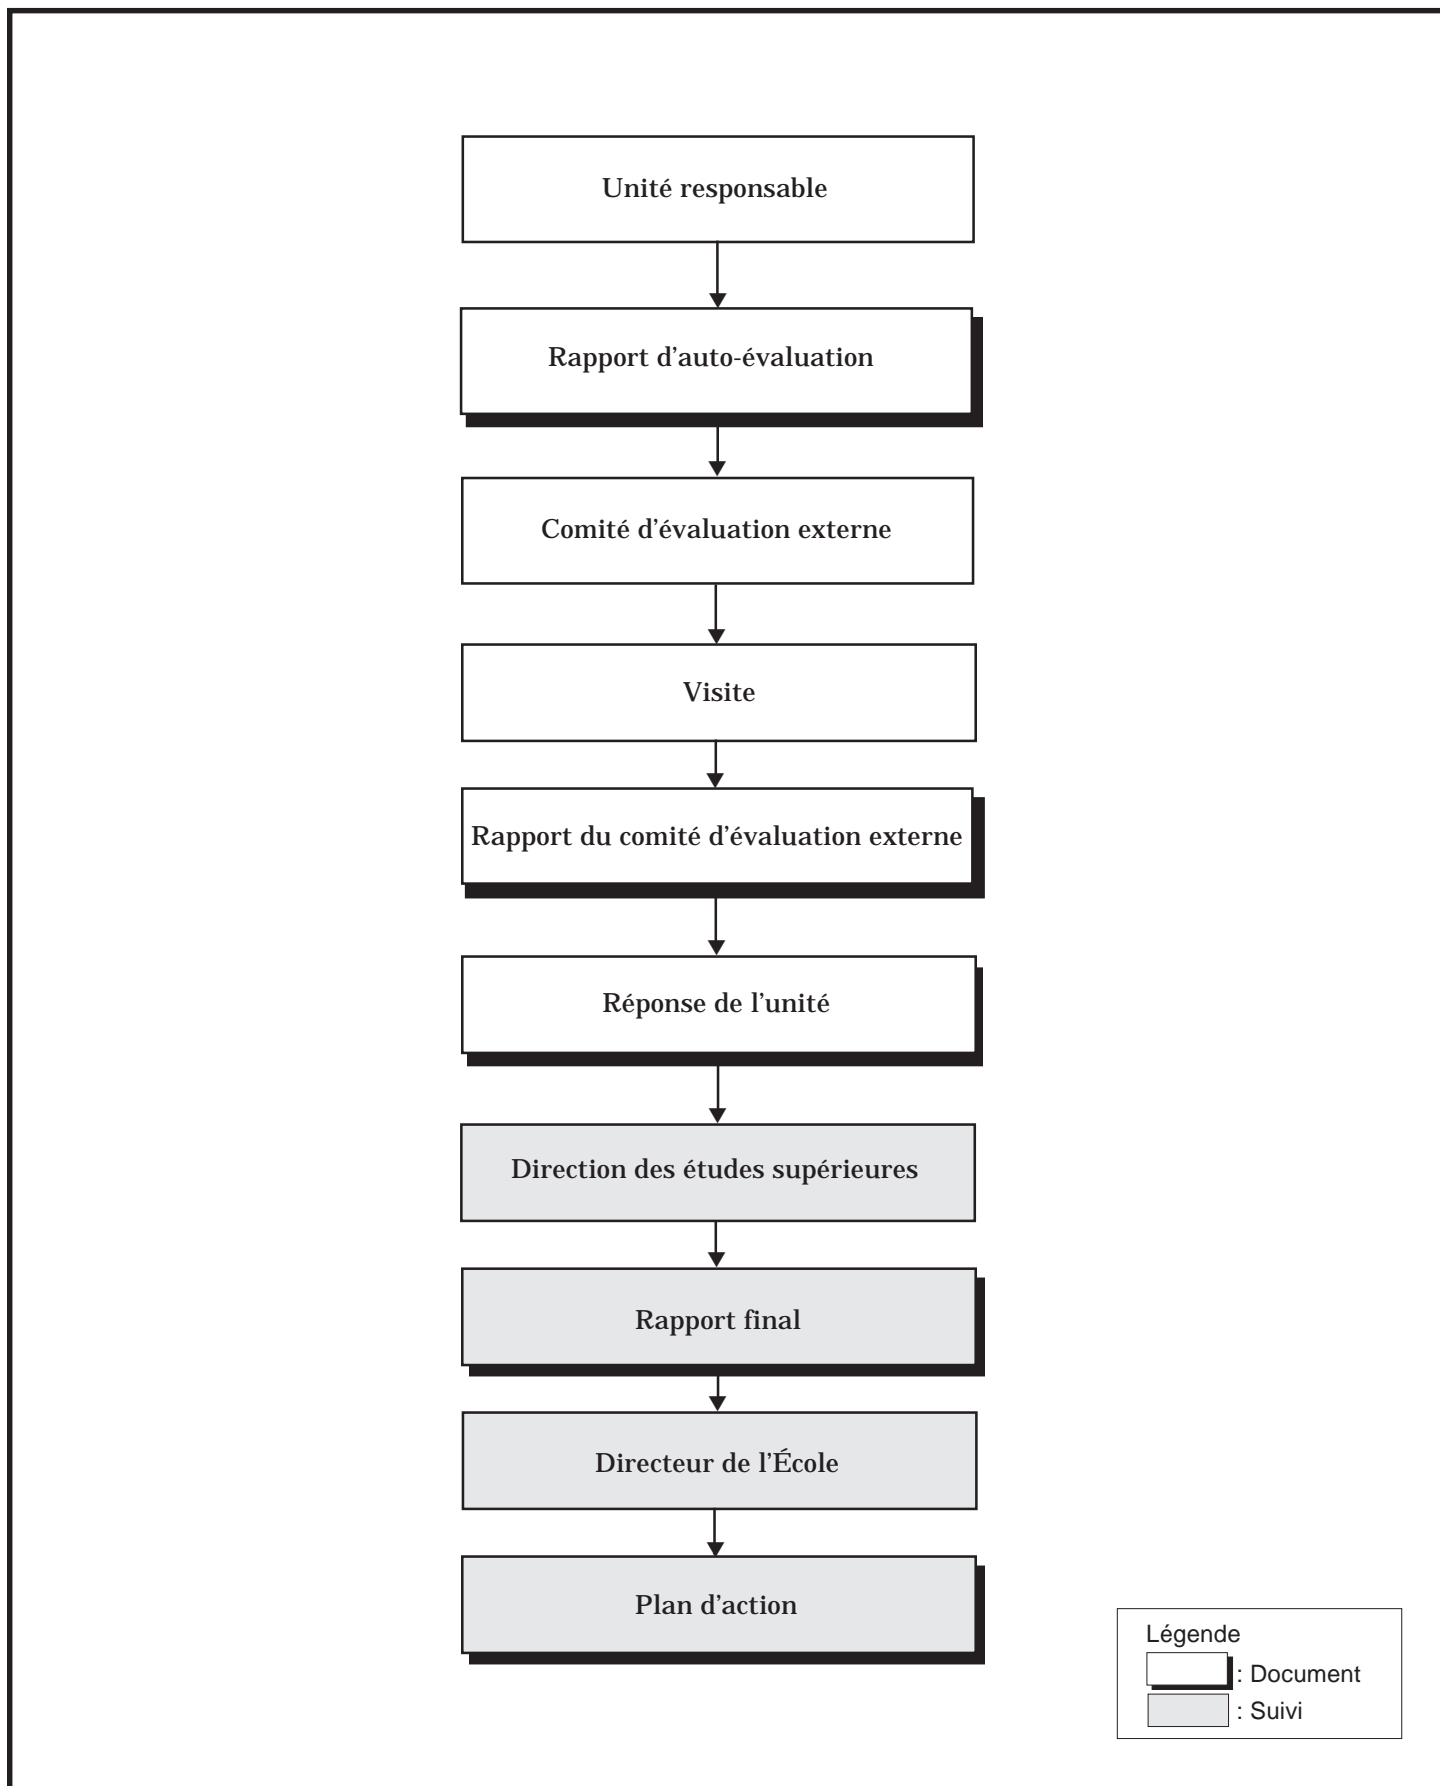 Unité responsable
Rapport d'auto-évaluation
Comité d'évaluation externe
Visite
Rapport du comité d'évaluation externe
Réponse de l'unité
Direction des études supérieures
Rapport final
Directeur de l'École
Plan d'action
Légende
: Document
: Suivi